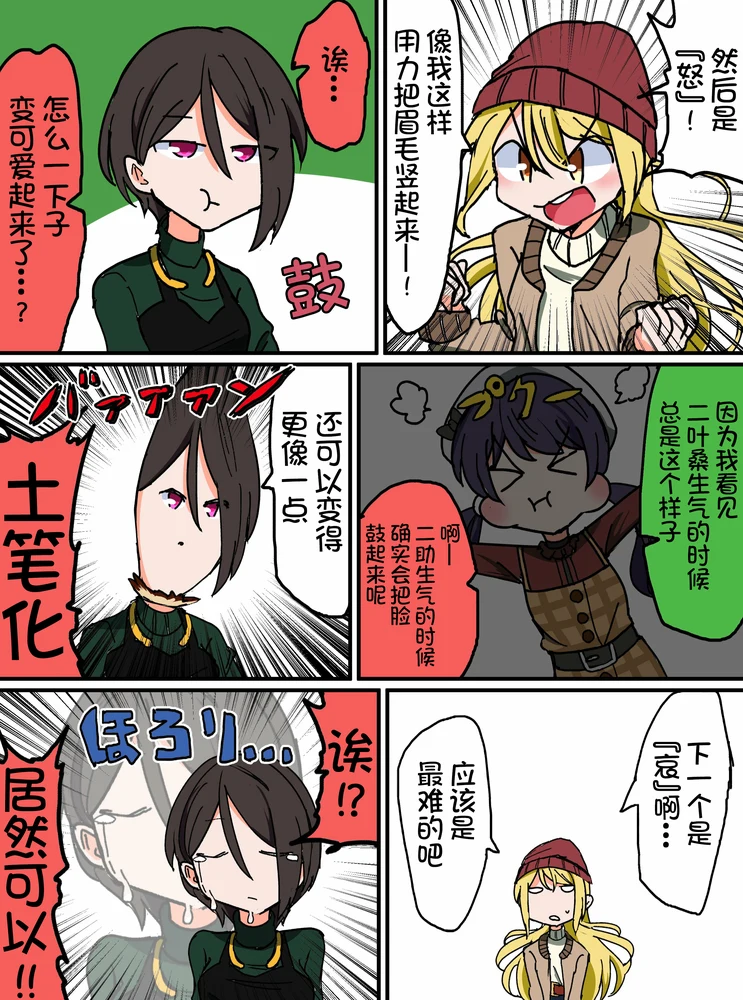 然后是
『怒』!
像我这样
用力把眉毛竖起来—!
诶…
鼓
怎么一下子
变可爱起来了…?
因为我看见
二叶桑生气的时候
总是这个样子
プクー
啊—
二助生气的时候
确实会把脸
鼓起来呢
还可以变得
更像一点
バァァァァン
土笔化
下一个是
『哀』啊…
应该是
最难的吧
诶!?
ほろり…
居然可以!!